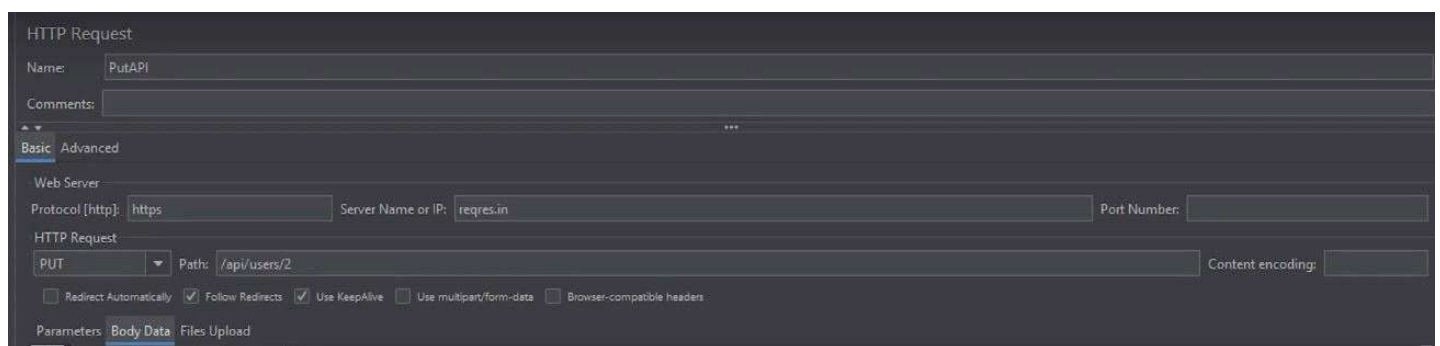 HTTP Request
Name: PutAPI
Comments:
Basic Advanced
Web Server
Protocol [http]: https Server Name or IP: reqres.in Port Number:
HTTP Request
PUT Path: /api/users/2 Content encoding:
Redirect Automatically Follow Redirects Use KeepAlive Use multipart/form-data Browser-compatible headers
Parameters Body Data Files Upload